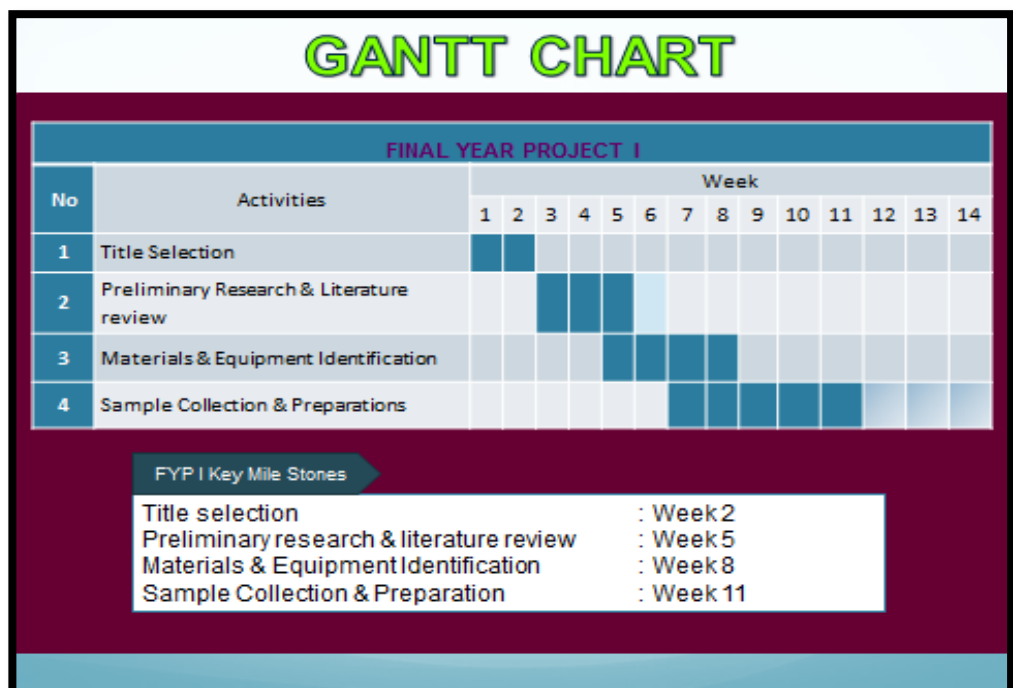 GANTT CHART
FINAL YEAR PROJECT I
No
Activities
Week
1 2 3 4 5 6 7 8 9 10 11 12 13 14
1 Title Selection
2 Preliminary Research & Literature
review
3 Materials & Equipment Identification
4 Sample Collection & Preparations
FYP I Key Mile Stones
Title selection : Week 2
Preliminary research & literature review : Week 5
Materials & Equipment Identification : Week 8
Sample Collection & Preparation : Week 11